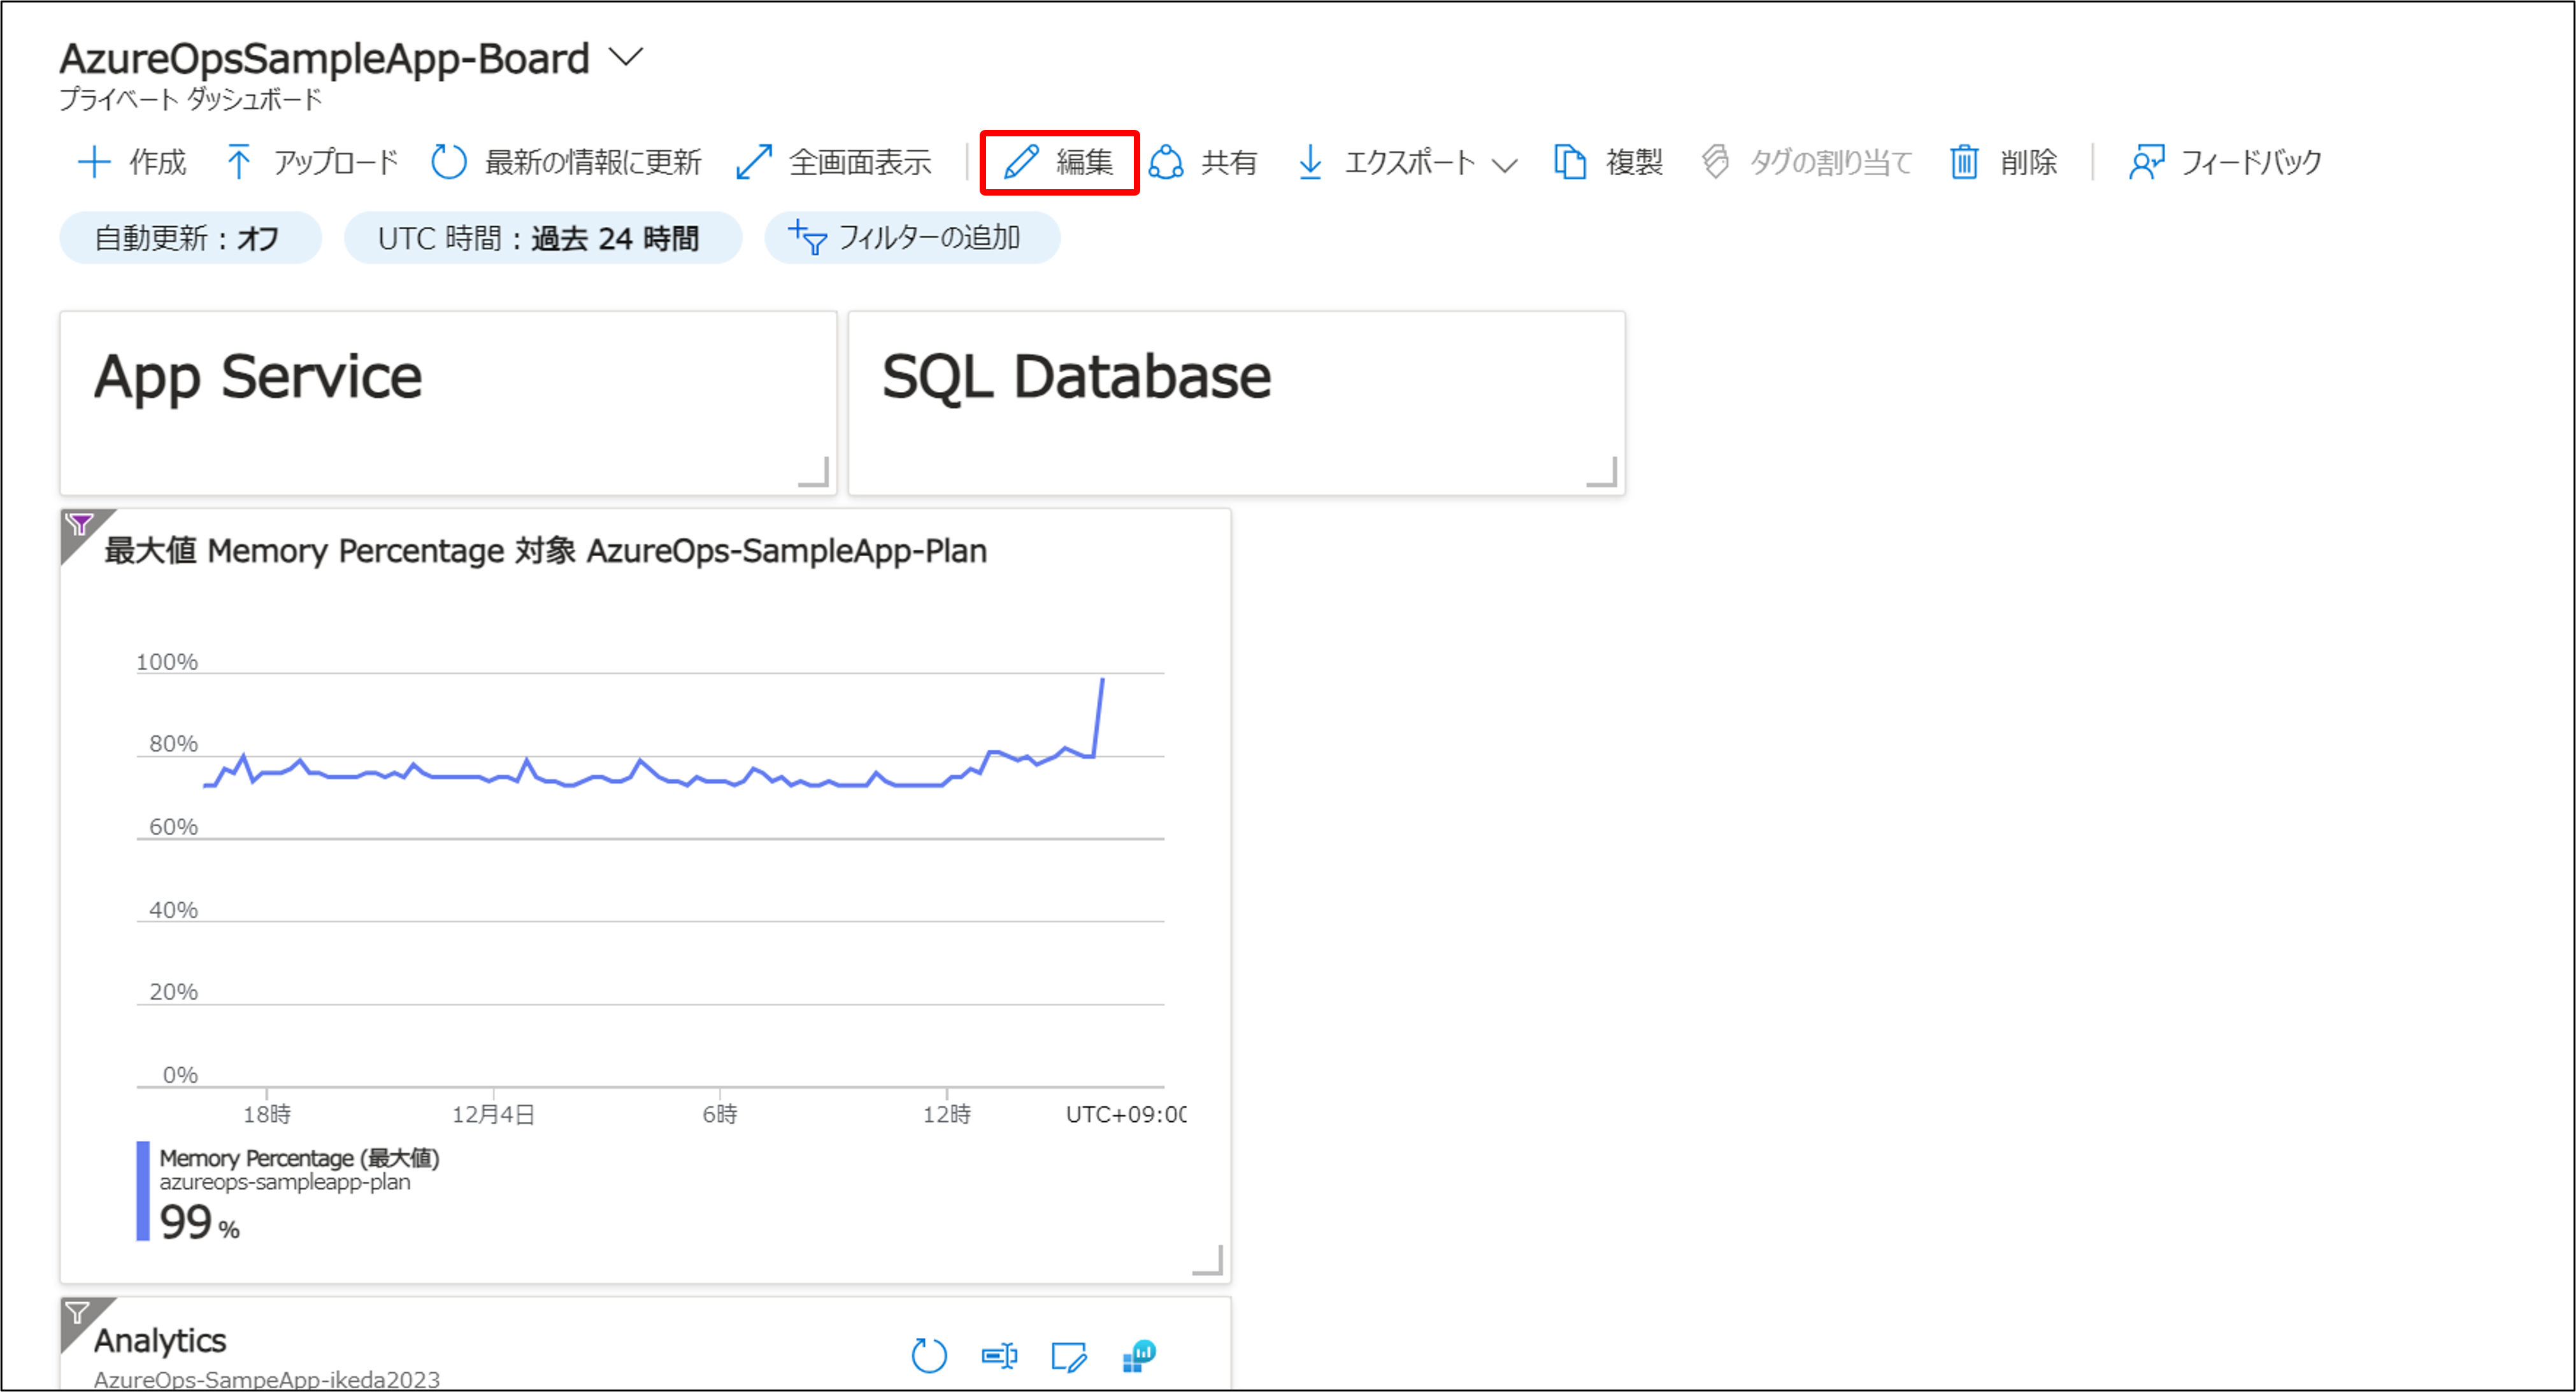 AzureOpsSampleApp-Board
プライベート ダッシュボード
作成 アップロード 最新の情報に更新 全画面表示 編集 共有 エクスポート 複製 タグの割り当て 削除 フィードバック
自動更新 : オフ UTC 時間 : 過去 24 時間 フィルターの追加
App Service
SQL Database
最大値 Memory Percentage 対象 AzureOps-SampleApp-Plan
100%
80%
60%
40%
20%
0%
18時 12月4日 6時 12時 UTC+09:00
Memory Percentage (最大値)
azureops-sampleapp-plan
99 %
Analytics
AzureOps-SampeApp-ikeda2023